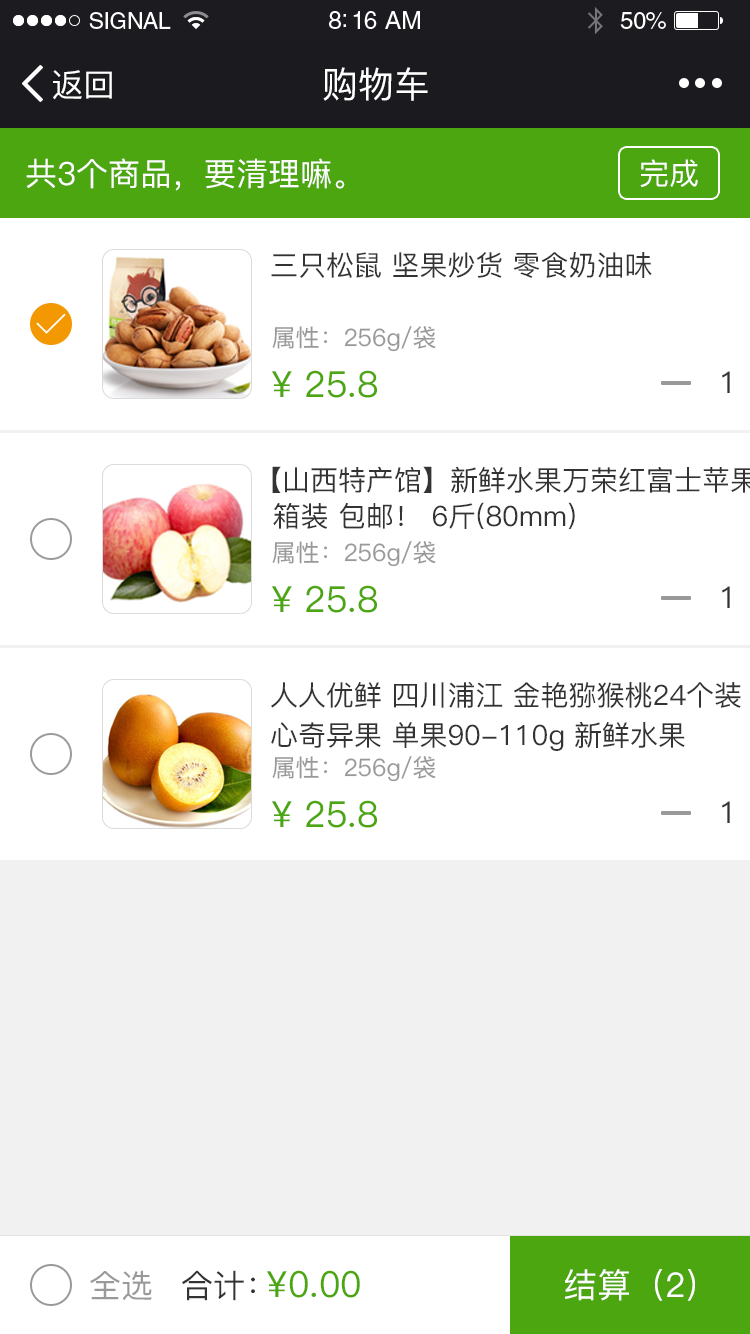 SIGNAL 8:16 AM 50%
返回 购物车
共3个商品，要清理嘛。 完成
三只松鼠 坚果炒货 零食奶油味
属性：256g/袋
¥ 25.8 1
【山西特产馆】新鲜水果万荣红富士苹果
箱装 包邮！ 6斤(80mm)
属性：256g/袋
¥ 25.8 1
人人优鲜 四川浦江 金艳猕猴桃24个装
心奇异果 单果90-110g 新鲜水果
属性：256g/袋
¥ 25.8 1
全选 合计：¥0.00 结算（2）